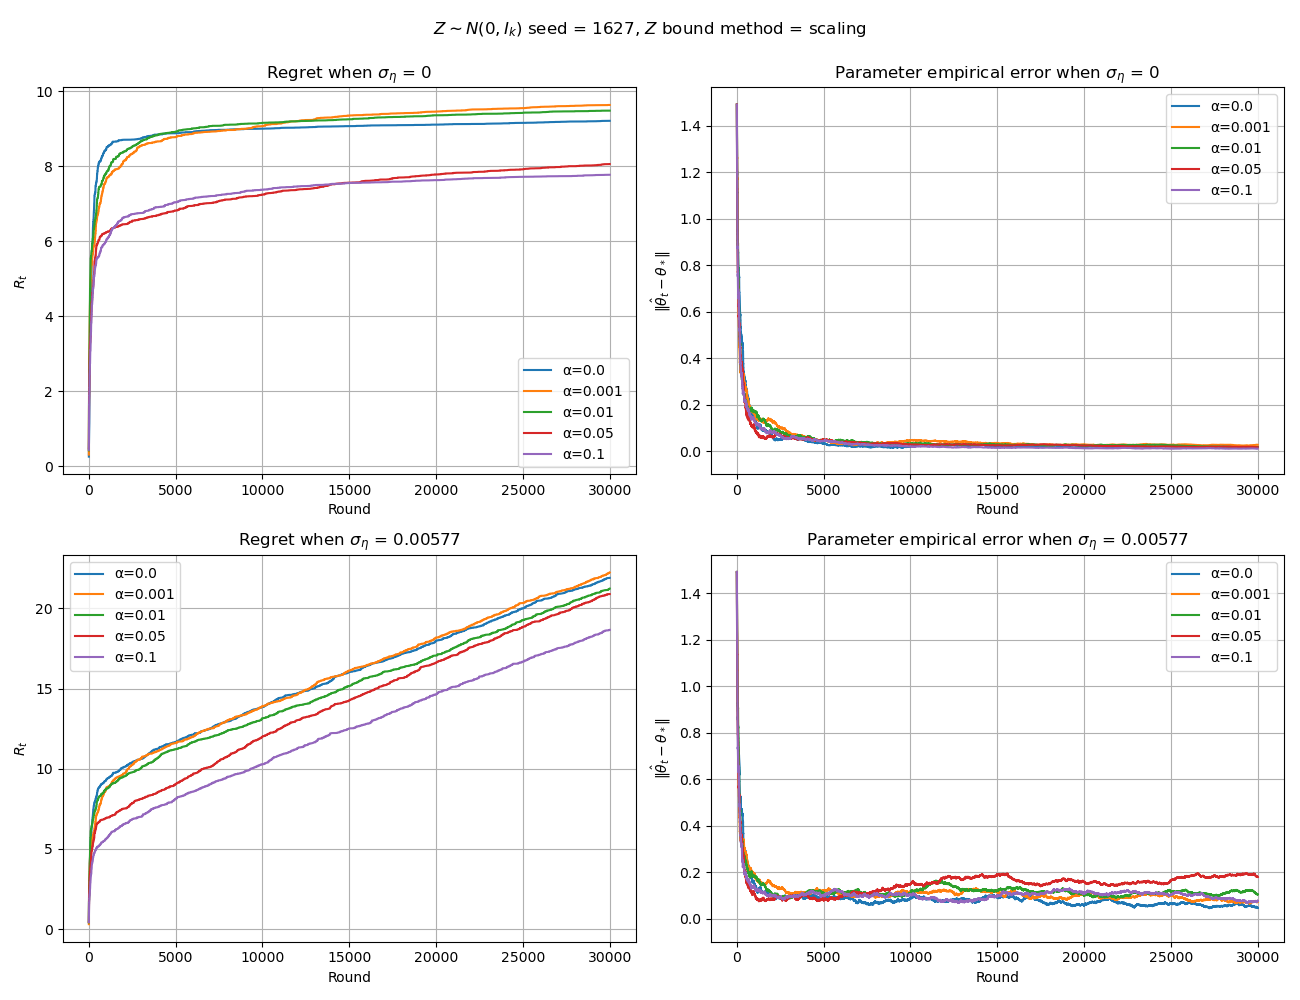 Z ~ N(0, I_k) seed = 1627, Z bound method = scaling
Regret when σ_η = 0
R_t
10
8
6
4
2
0
α=0.0
α=0.001
α=0.01
α=0.05
α=0.1
0 5000 10000 15000 20000 25000 30000
Round
Parameter empirical error when σ_η = 0
‖θ̂_t − θ_*‖
1.4
1.2
1.0
0.8
0.6
0.4
0.2
0.0
α=0.0
α=0.001
α=0.01
α=0.05
α=0.1
0 5000 10000 15000 20000 25000 30000
Round
Regret when σ_η = 0.00577
R_t
20
15
10
5
0
α=0.0
α=0.001
α=0.01
α=0.05
α=0.1
0 5000 10000 15000 20000 25000 30000
Round
Parameter empirical error when σ_η = 0.00577
‖θ̂_t − θ_*‖
1.4
1.2
1.0
0.8
0.6
0.4
0.2
0.0
α=0.0
α=0.001
α=0.01
α=0.05
α=0.1
0 5000 10000 15000 20000 25000 30000
Round